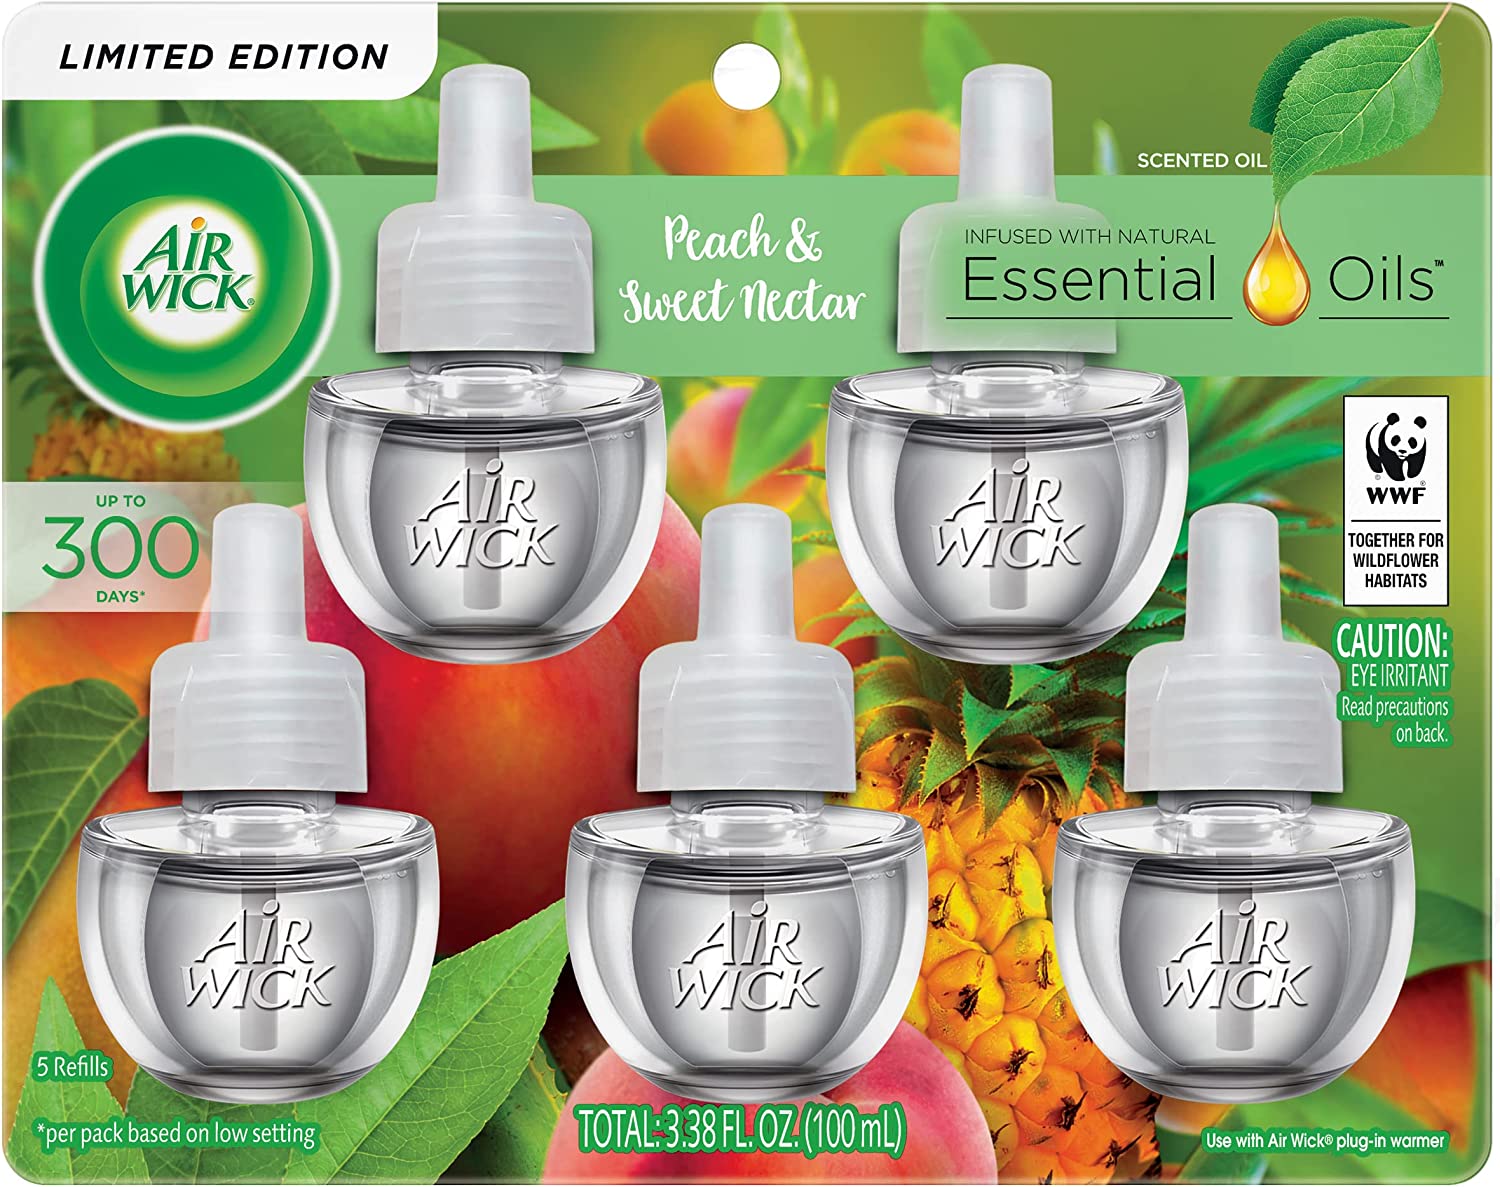 LIMITED EDITION
AiR
WICK®
Peach &
Sweet Nectar
SCENTED OIL
INFUSED WITH NATURAL
Essential Oils™
UP TO
300
DAYS*
AiR
WICK
AiR
WICK
WWF®
TOGETHER FOR
WILDFLOWER
HABITATS
CAUTION:
EYE IRRITANT
Read precautions
on back.
AiR
WICK
AiR
WICK
AiR
WICK
5 Refills
*per pack based on low setting
TOTAL: 3.38 FL. OZ. (100 mL)
Use with Air Wick® plug-in warmer